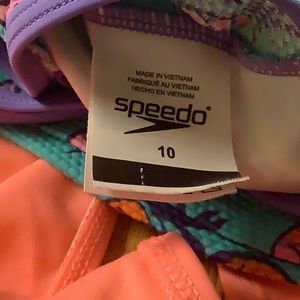 MADE IN VIETNAM
FABRIQUÉ AU VIETNAM
HECHO EN VIETNAM
speedo
10